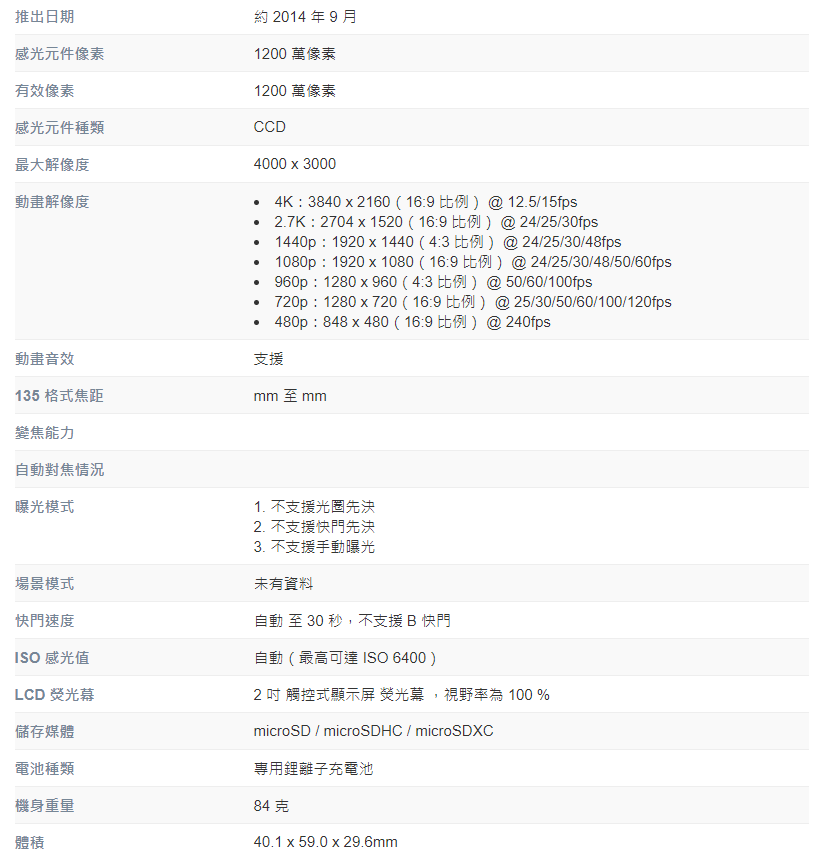 推出日期 約 2014 年 9 月
感光元件像素 1200 萬像素
有效像素 1200 萬像素
感光元件種類 CCD
最大解像度 4000 x 3000
動畫解像度 • 4K：3840 x 2160（16:9 比例） @ 12.5/15fps
• 2.7K：2704 x 1520（16:9 比例） @ 24/25/30fps
• 1440p：1920 x 1440（4:3 比例） @ 24/25/30/48fps
• 1080p：1920 x 1080（16:9 比例） @ 24/25/30/48/50/60fps
• 960p：1280 x 960（4:3 比例） @ 50/60/100fps
• 720p：1280 x 720（16:9 比例） @ 25/30/50/60/100/120fps
• 480p：848 x 480（16:9 比例） @ 240fps
動畫音效 支援
135 格式焦距 mm 至 mm
變焦能力
自動對焦情況
曝光模式 1. 不支援光圈先決
2. 不支援快門先決
3. 不支援手動曝光
場景模式 未有資料
快門速度 自動 至 30 秒，不支援 B 快門
ISO 感光值 自動（最高可達 ISO 6400）
LCD 熒光幕 2 吋 觸控式顯示屏 熒光幕 ，視野率為 100 %
儲存媒體 microSD / microSDHC / microSDXC
電池種類 專用鋰離子充電池
機身重量 84 克
體積 40.1 x 59.0 x 29.6mm